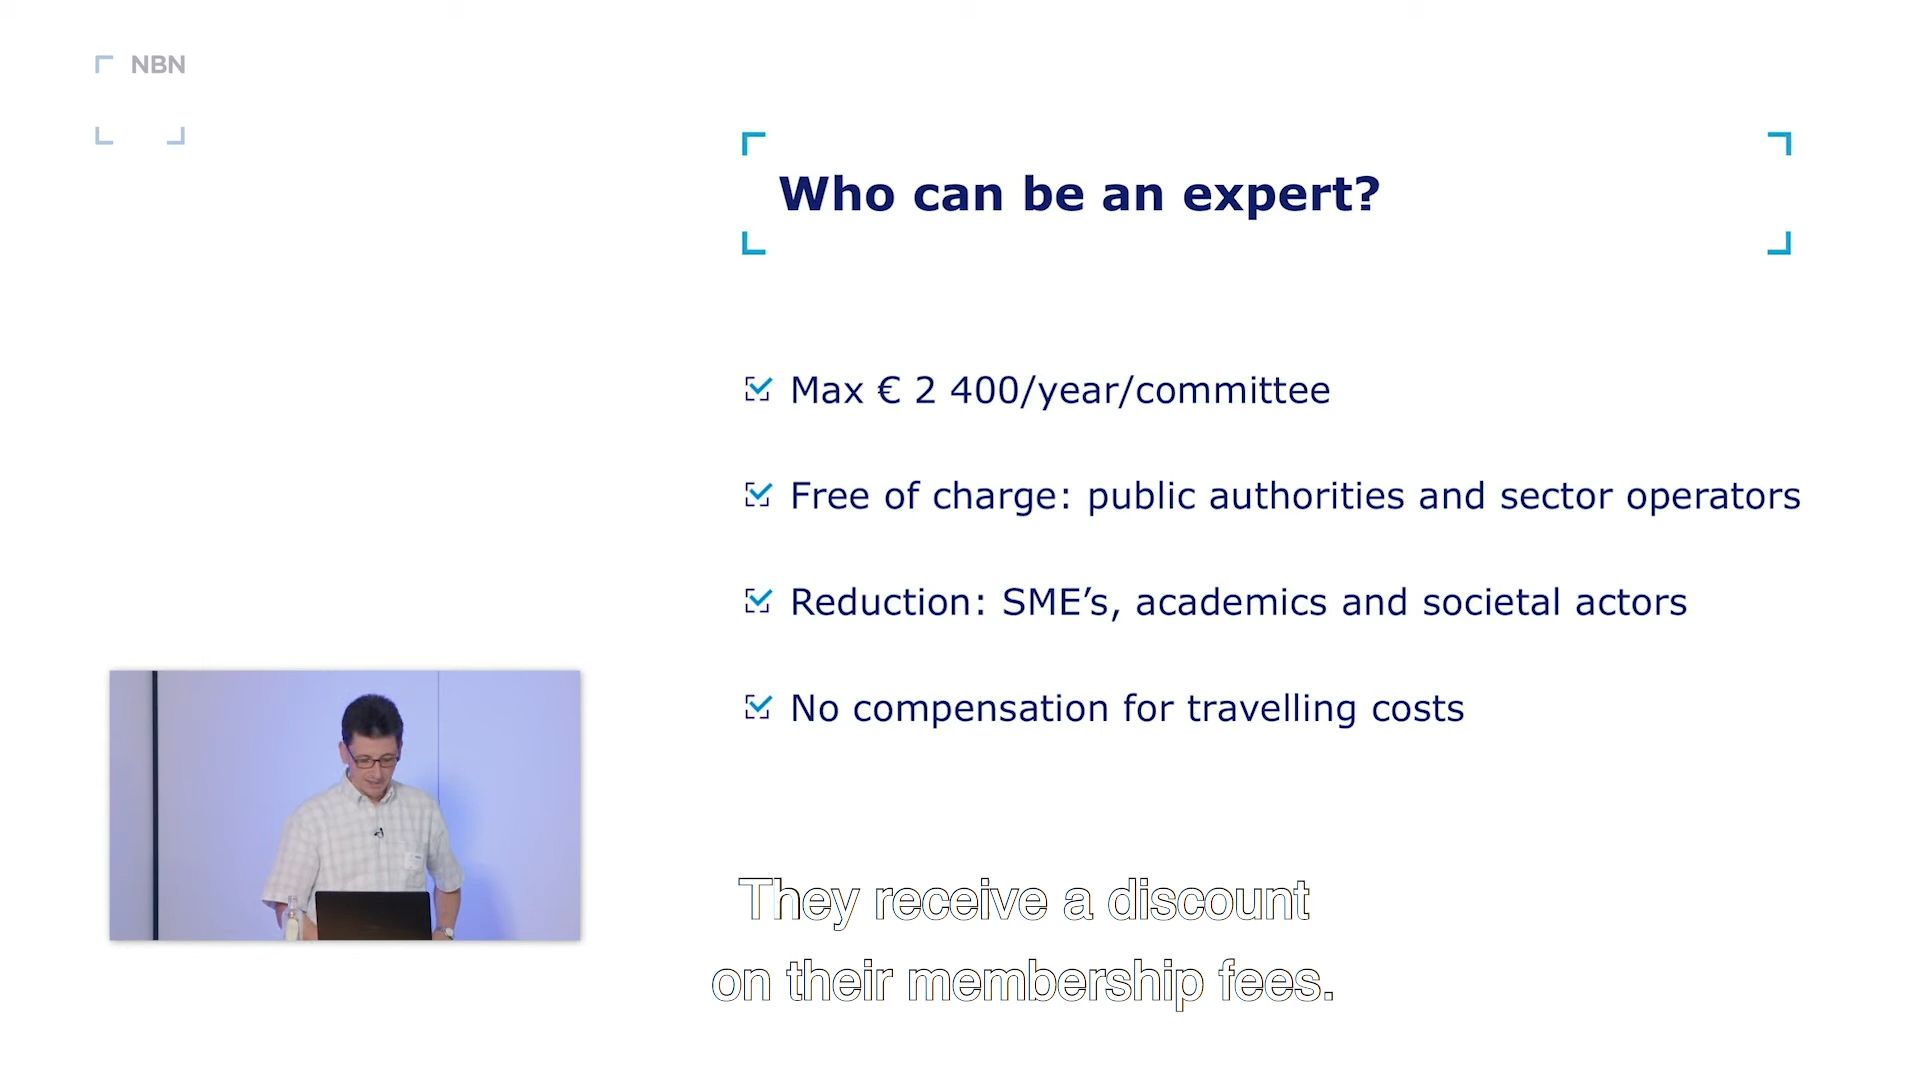 NBN
Who can be an expert?
Max € 2 400/year/committee
Free of charge: public authorities and sector operators
Reduction: SME’s, academics and societal actors
No compensation for travelling costs
They receive a discount
on their membership fees.